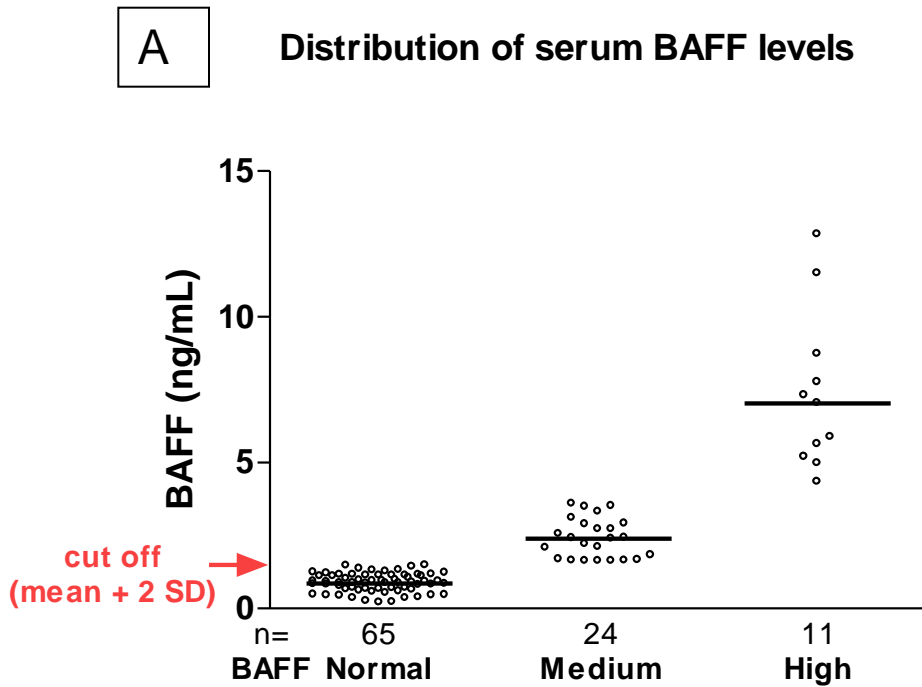 A
Distribution of serum BAFF levels
BAFF (ng/mL)
15
10
5
0
cut off
(mean + 2 SD)
n= 65 24 11
BAFF Normal Medium High